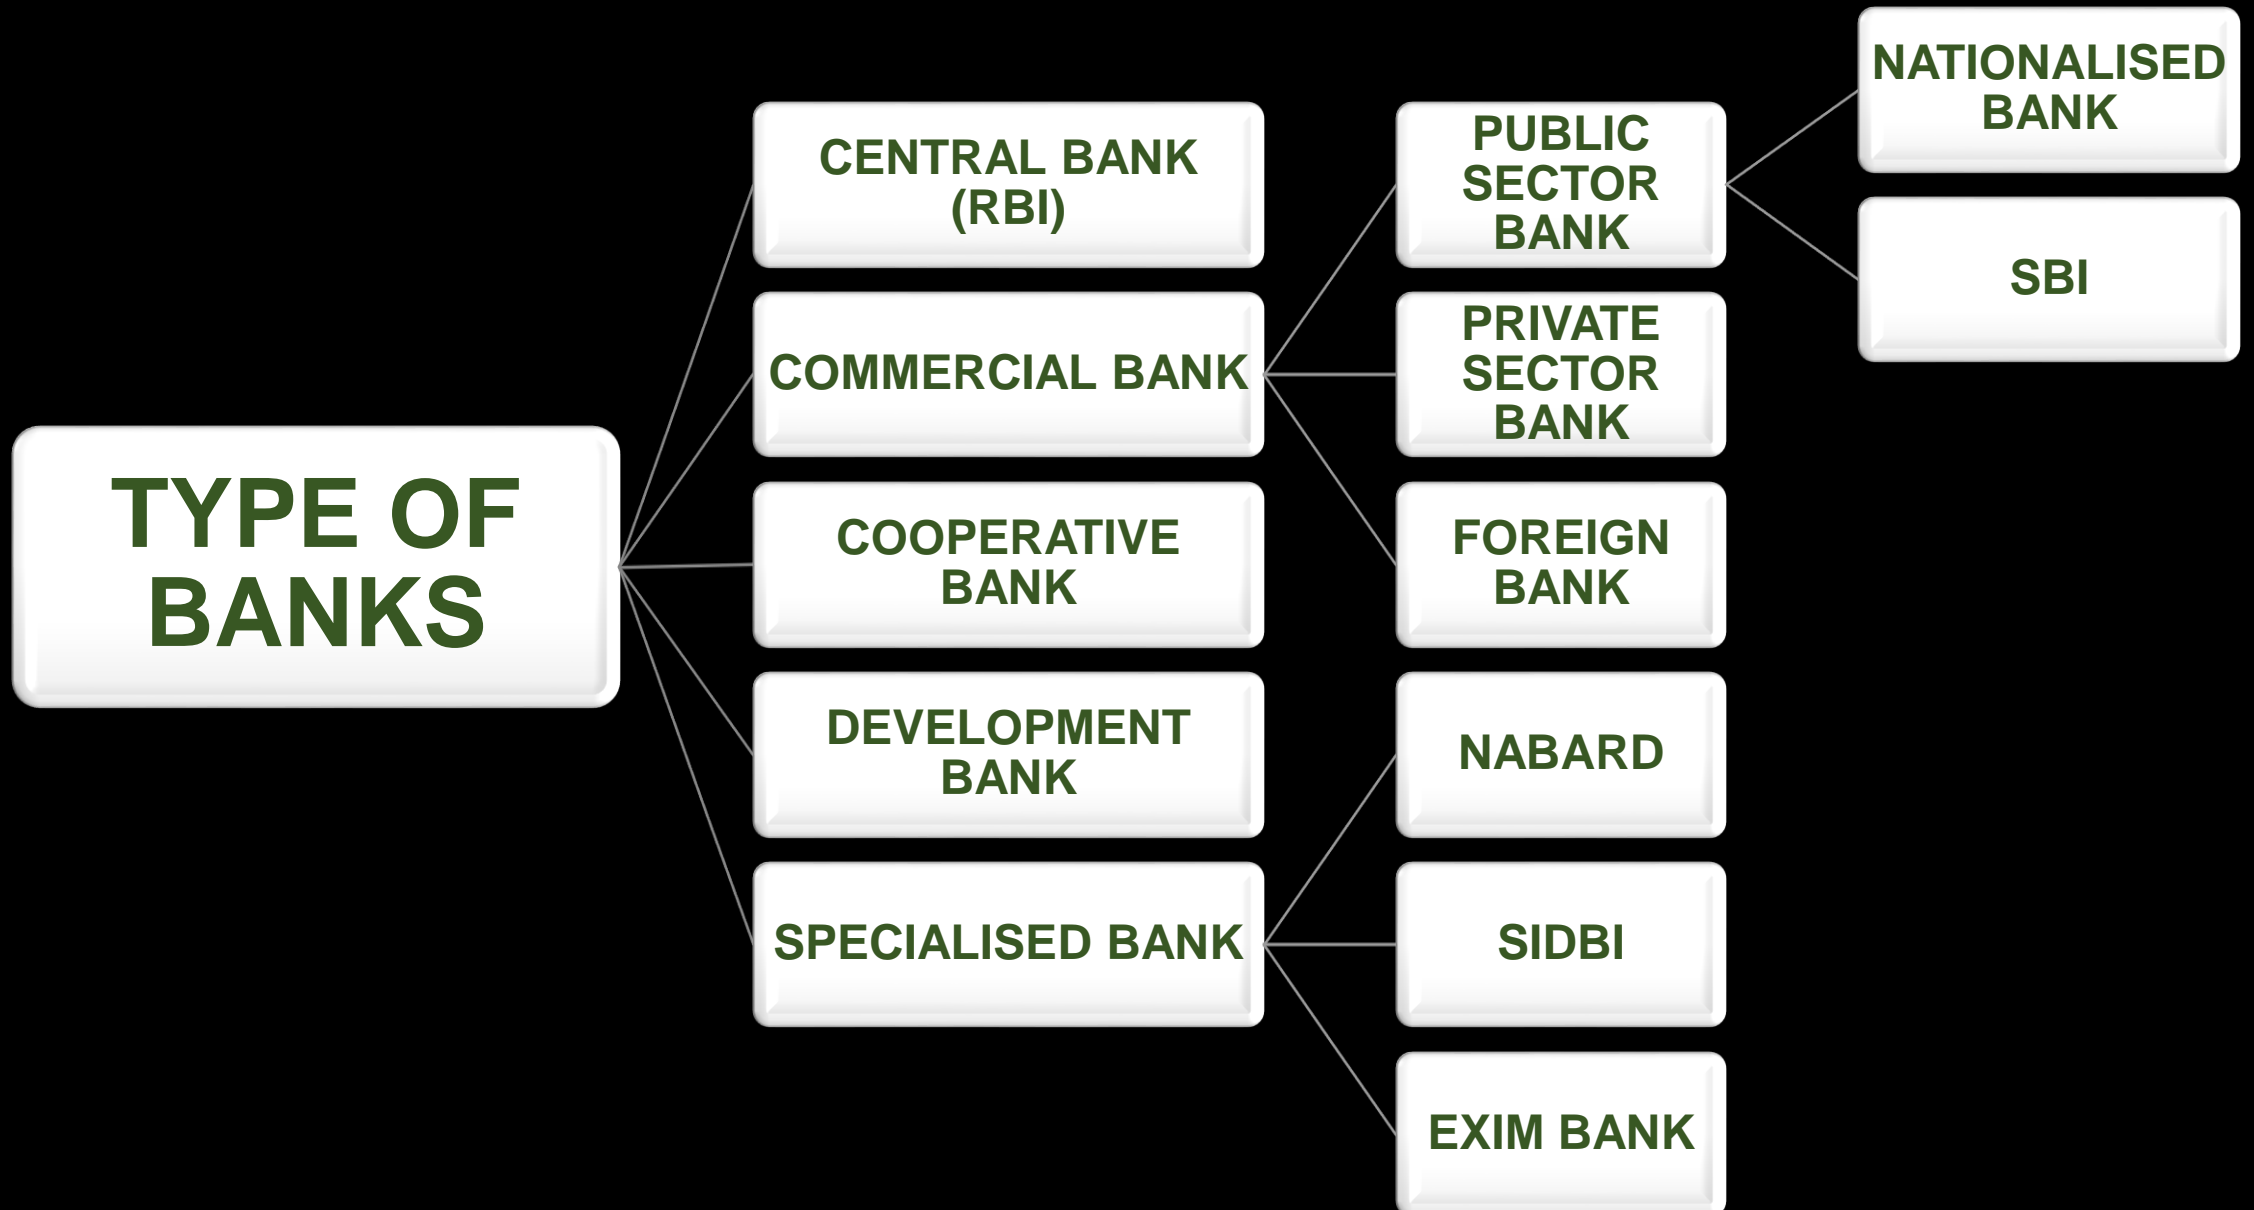 TYPE OF
BANKS
CENTRAL BANK
(RBI)
COMMERCIAL BANK
COOPERATIVE
BANK
DEVELOPMENT
BANK
SPECIALISED BANK
PUBLIC
SECTOR
BANK
PRIVATE
SECTOR
BANK
FOREIGN
BANK
NABARD
SIDBI
EXIM BANK
NATIONALISED
BANK
SBI